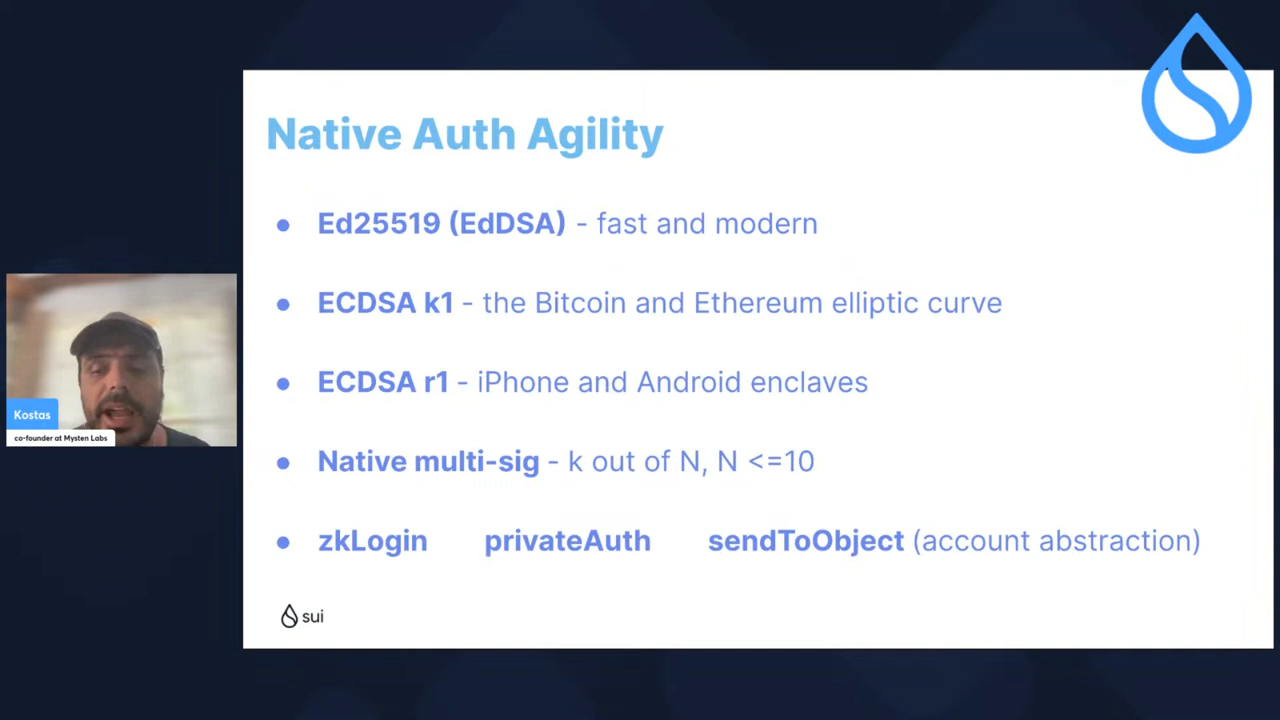 Native Auth Agility
● Ed25519 (EdDSA) - fast and modern
● ECDSA k1 - the Bitcoin and Ethereum elliptic curve
● ECDSA r1 - iPhone and Android enclaves
● Native multi-sig - k out of N, N <=10
● zkLogin privateAuth sendToObject (account abstraction)
sui
Kostas
co-founder at Mysten Labs